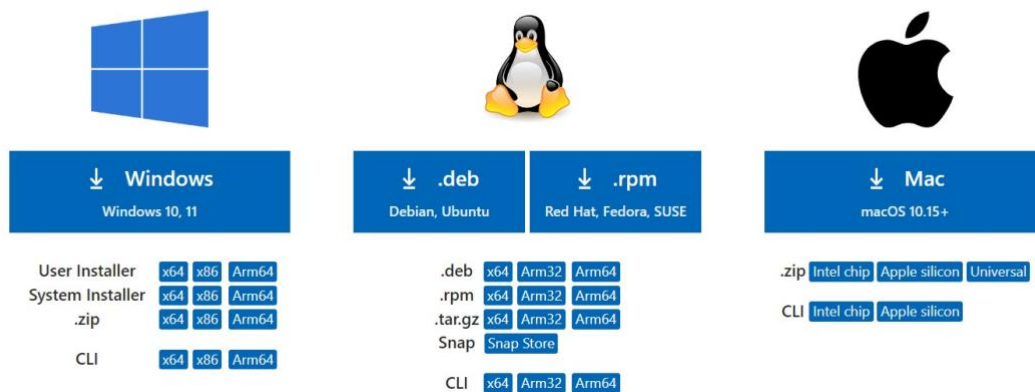 Windows
Windows 10, 11
User Installer x64 x86 Arm64
System Installer x64 x86 Arm64
.zip x64 x86 Arm64
CLI x64 x86 Arm64
.deb
Debian, Ubuntu
.rpm
Red Hat, Fedora, SUSE
.deb x64 Arm32 Arm64
.rpm x64 Arm32 Arm64
.tar.gz x64 Arm32 Arm64
Snap Snap Store
CLI x64 Arm32 Arm64
Mac
macOS 10.15+
.zip Intel chip Apple silicon Universal
CLI Intel chip Apple silicon